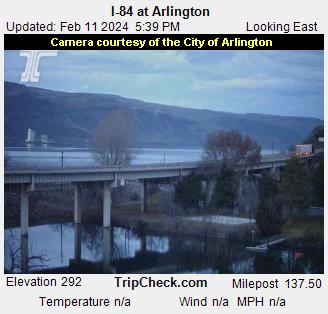 I-84 at Arlington
Updated: Feb 11 2024 5:39 PM Looking East
Camera courtesy of the City of Arlington
Elevation 292 TripCheck.com Milepost 137.50
Temperature n/a Wind n/a MPH n/a